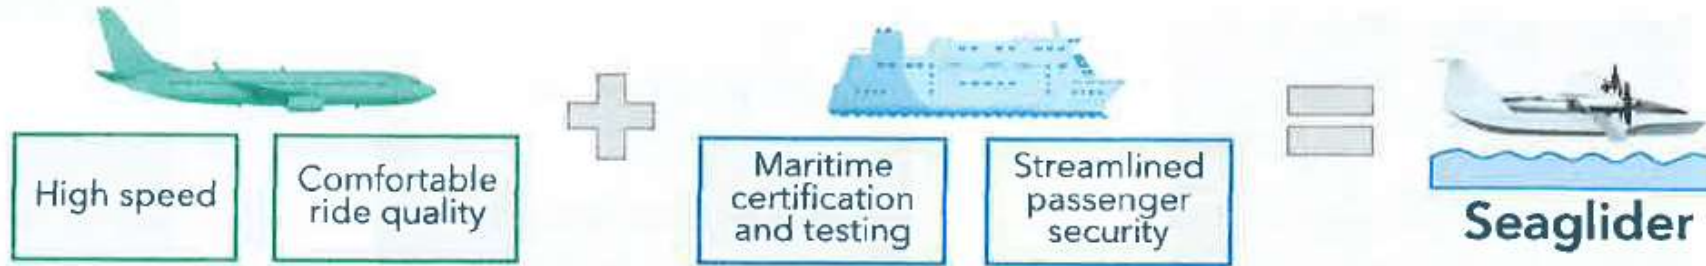 High speed
Comfortable
ride quality
Maritime
certification
and testing
Streamlined
passenger
security
Seaglider